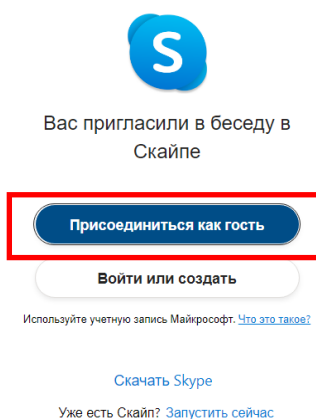 S
Вас пригласили в беседу в
Скайпе
Присоединиться как гость
Войти или создать
Используйте учетную запись Майкрософт. Что это такое?
Скачать Skype
Уже есть Скайп? Запустить сейчас